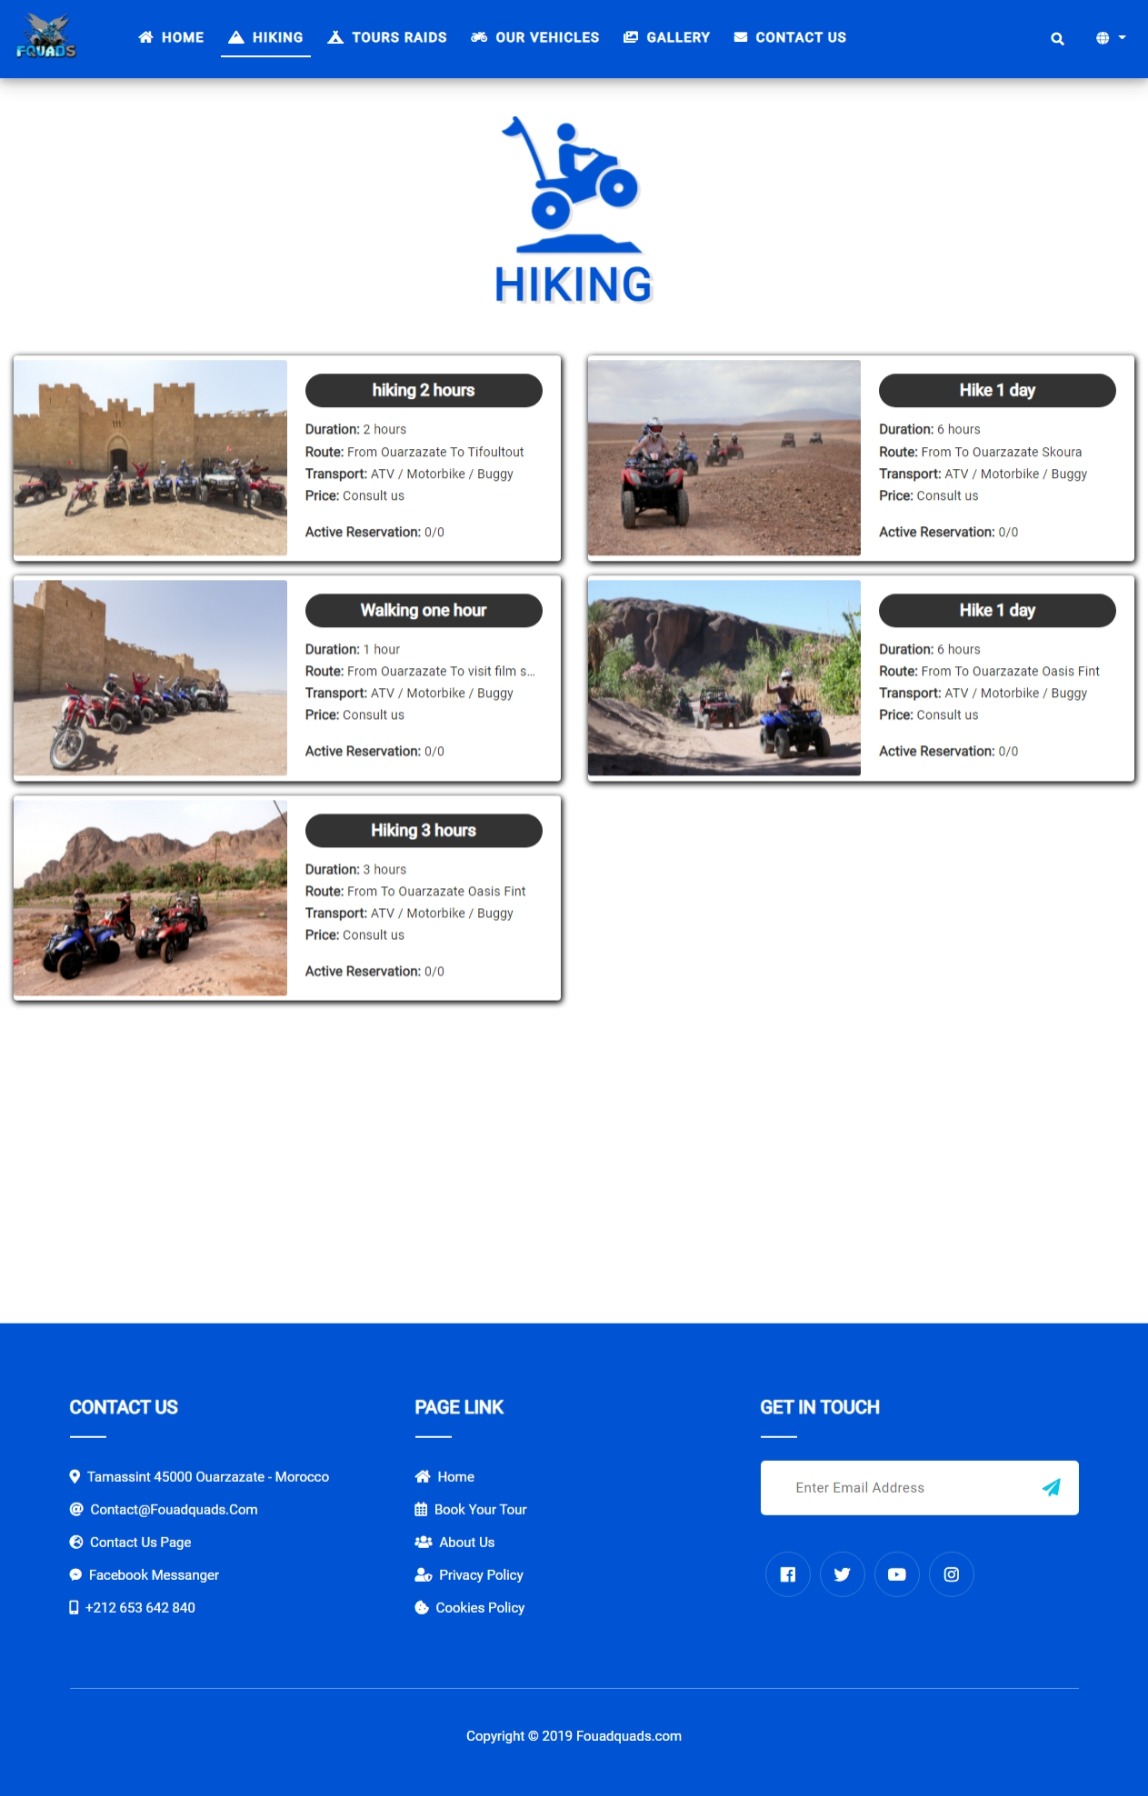 FQUADS
HOME
HIKING
TOURS RAIDS
OUR VEHICLES
GALLERY
CONTACT US
HIKING
hiking 2 hours
Duration: 2 hours
Route: From Ouarzazate To Tifoultout
Transport: ATV / Motorbike / Buggy
Price: Consult us
Active Reservation: 0/0
Hike 1 day
Duration: 6 hours
Route: From To Ouarzazate Skoura
Transport: ATV / Motorbike / Buggy
Price: Consult us
Active Reservation: 0/0
Walking one hour
Duration: 1 hour
Route: From Ouarzazate To visit film s...
Transport: ATV / Motorbike / Buggy
Price: Consult us
Active Reservation: 0/0
Hike 1 day
Duration: 6 hours
Route: From To Ouarzazate Oasis Fint
Transport: ATV / Motorbike / Buggy
Price: Consult us
Active Reservation: 0/0
Hiking 3 hours
Duration: 3 hours
Route: From To Ouarzazate Oasis Fint
Transport: ATV / Motorbike / Buggy
Price: Consult us
Active Reservation: 0/0
CONTACT US
Tamassint 45000 Ouarzazate - Morocco
Contact@Fouadquads.Com
Contact Us Page
Facebook Messanger
+212 653 642 840
PAGE LINK
Home
Book Your Tour
About Us
Privacy Policy
Cookies Policy
GET IN TOUCH
Enter Email Address
Copyright © 2019 Fouadquads.com